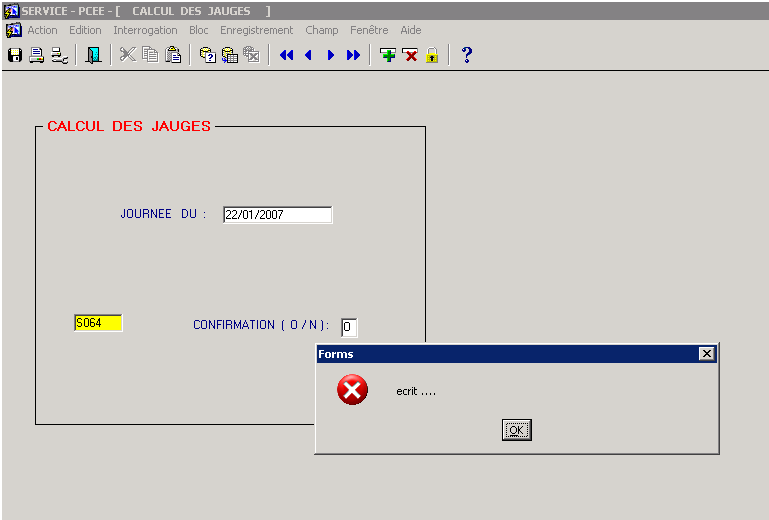 SERVICE - PCEE - [ CALCUL DES JAUGES ]
Action Edition Interrogation Bloc Enregistrement Champ Fenêtre Aide
CALCUL DES JAUGES
JOURNEE DU : 22/01/2007
S064 CONFIRMATION ( O / N ) : O
Forms
ecrit ....
OK